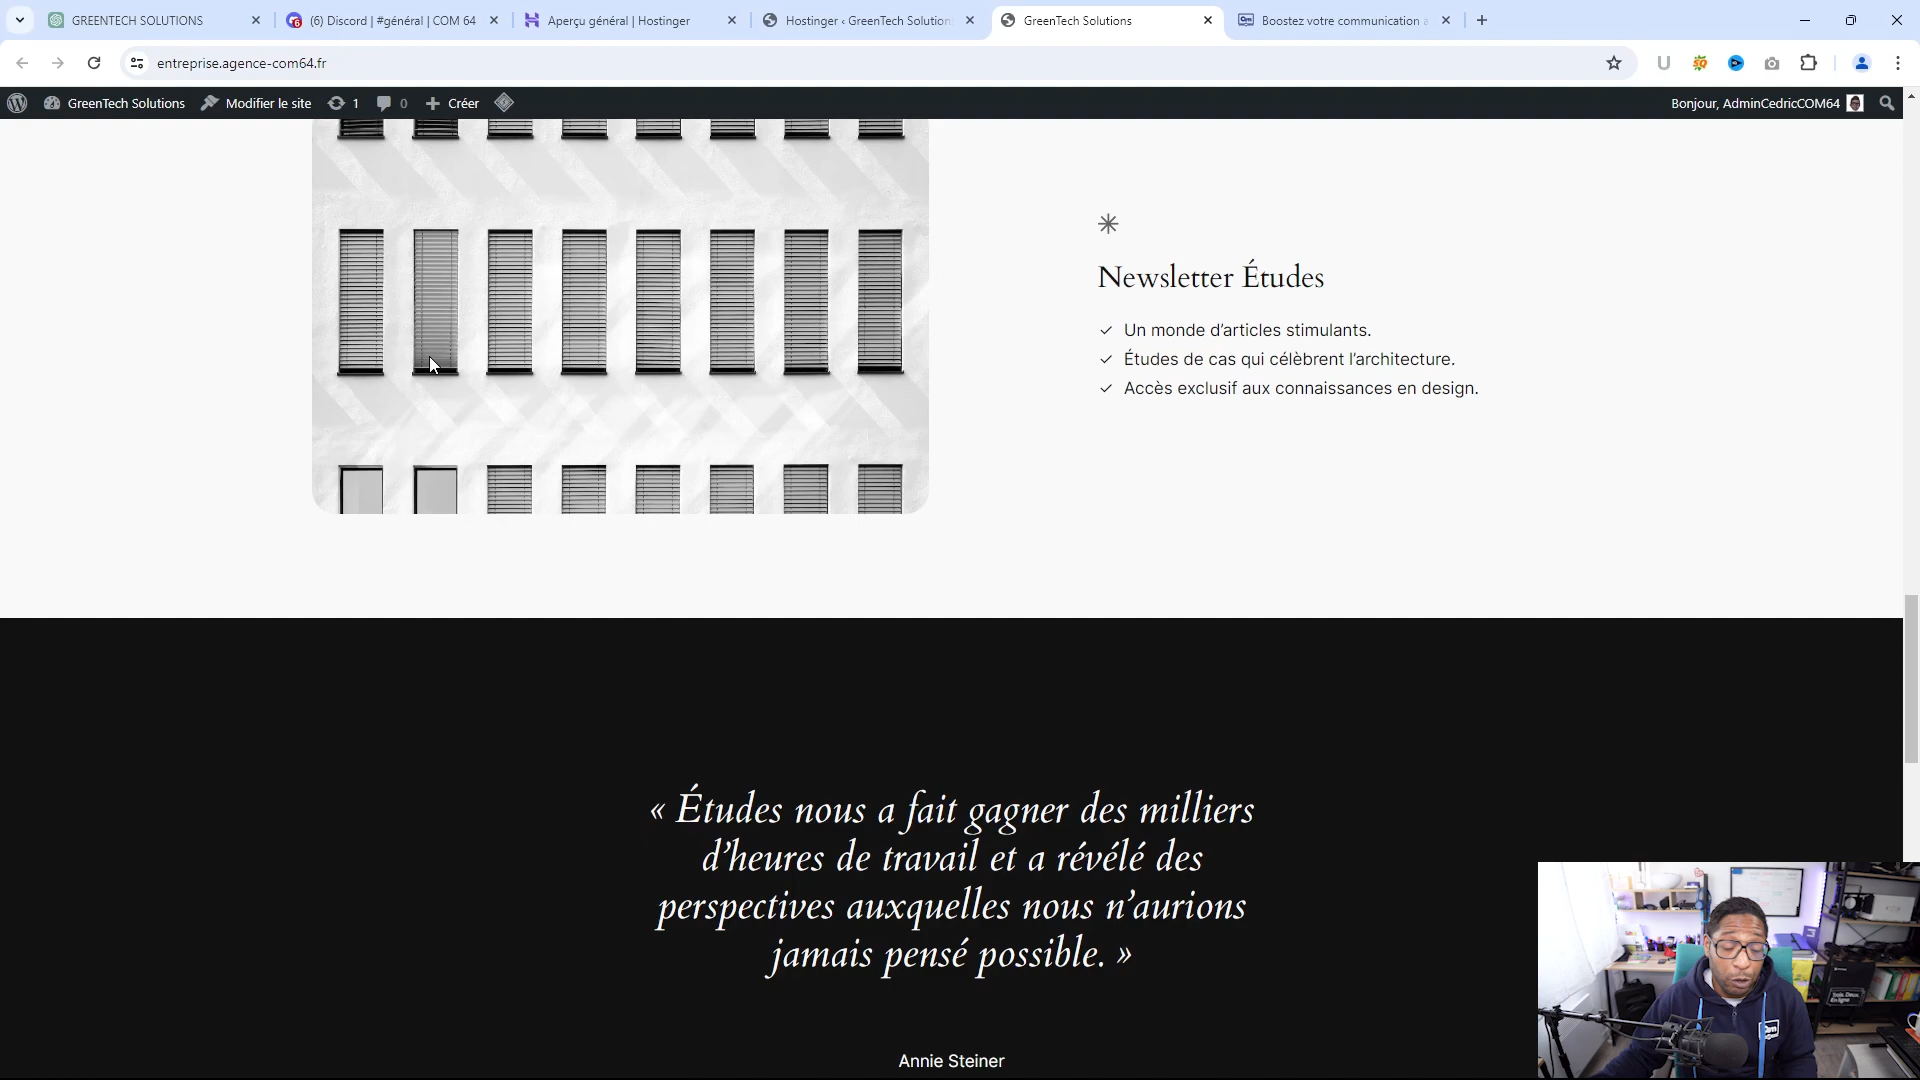 GREENTECH SOLUTIONS
(6) Discord | #général | COM 64
Aperçu général | Hostinger
Hostinger ‹ GreenTech Solutions
GreenTech Solutions
Boostez votre communication a
entreprise.agence-com64.fr
GreenTech Solutions
Modifier le site
1
0
Créer
Bonjour, AdminCedricCOM64
Newsletter Études
Un monde d’articles stimulants.
Études de cas qui célèbrent l’architecture.
Accès exclusif aux connaissances en design.
« Études nous a fait gagner des milliers
d’heures de travail et a révélé des
perspectives auxquelles nous n’aurions
jamais pensé possible. »
Annie Steiner